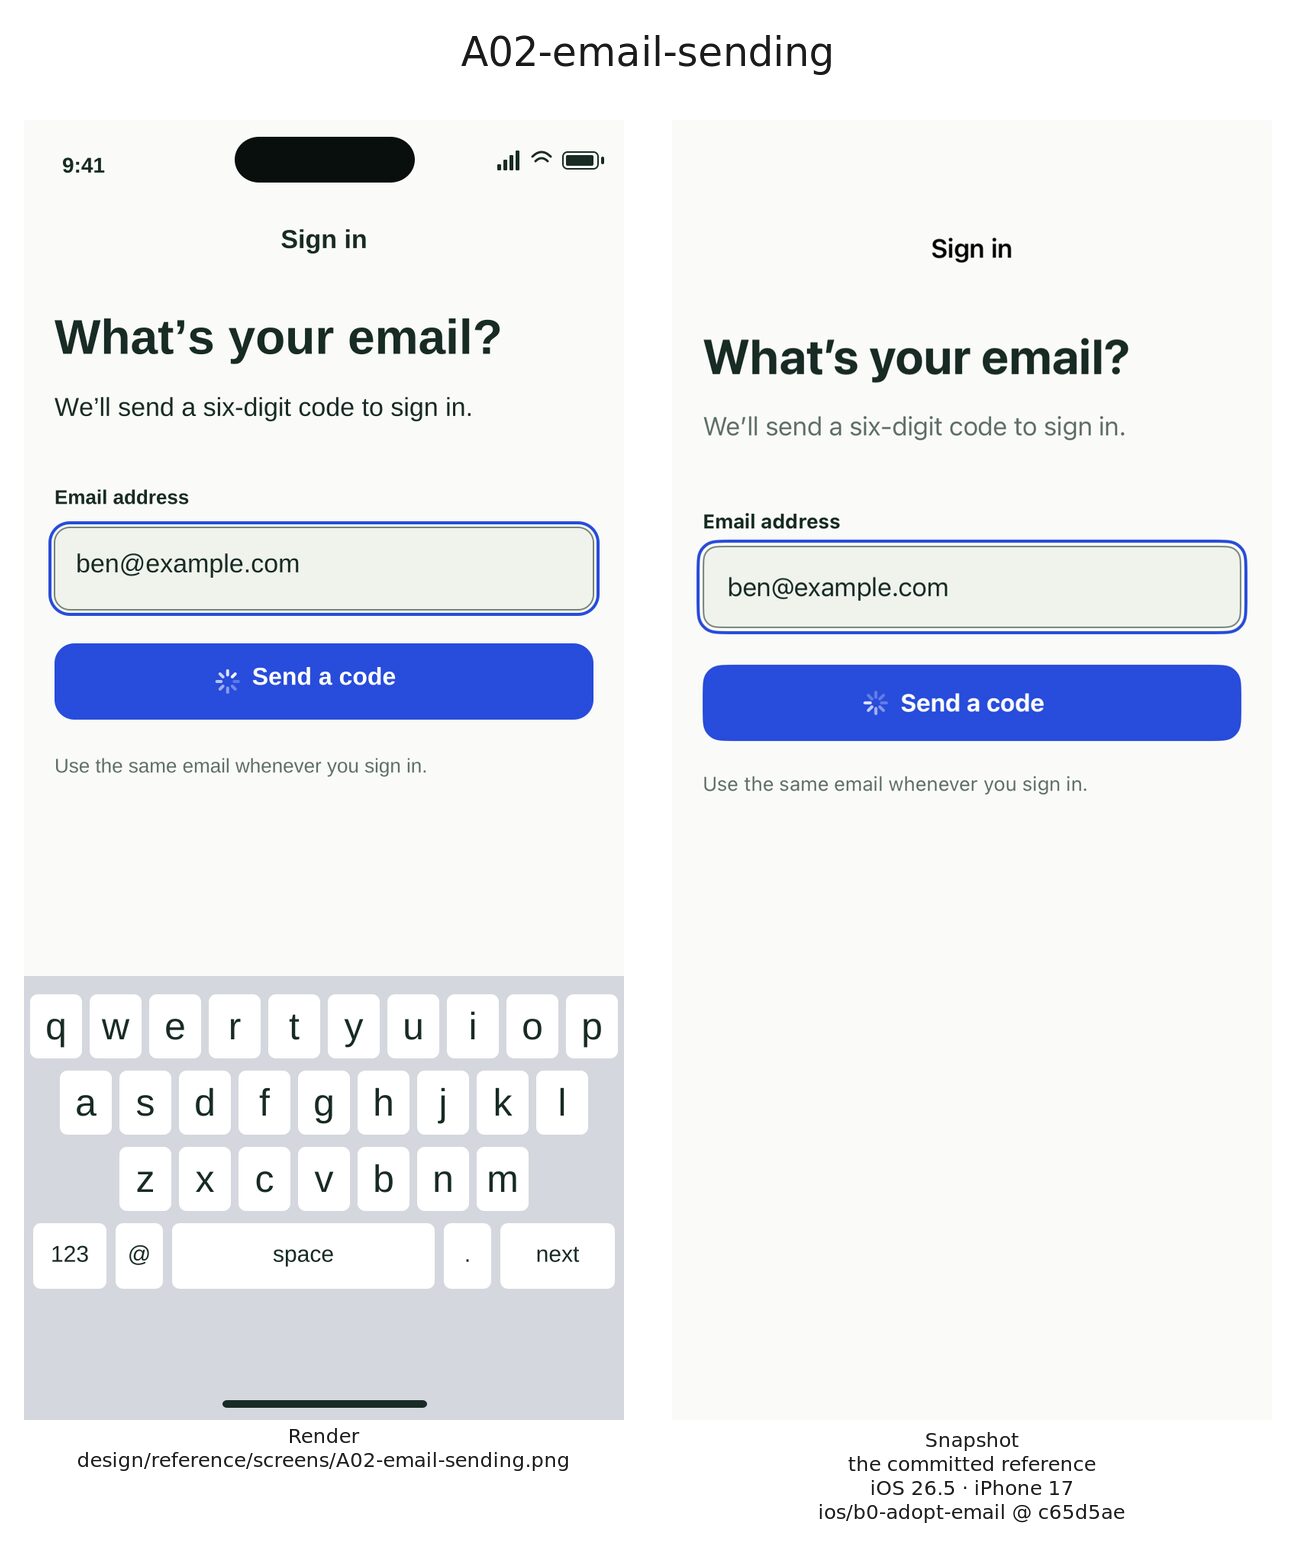 A02-email-sending
9:41
Sign in
What’s your email?
We’ll send a six-digit code to sign in.
Email address
ben@example.com
Send a code
Use the same email whenever you sign in.
q w e r t y u i o p
a s d f g h j k l
z x c v b n m
123 @ space . next
Render
design/reference/screens/A02-email-sending.png
Sign in
What’s your email?
We’ll send a six-digit code to sign in.
Email address
ben@example.com
Send a code
Use the same email whenever you sign in.
Snapshot
the committed reference
iOS 26.5 · iPhone 17
ios/b0-adopt-email @ c65d5ae